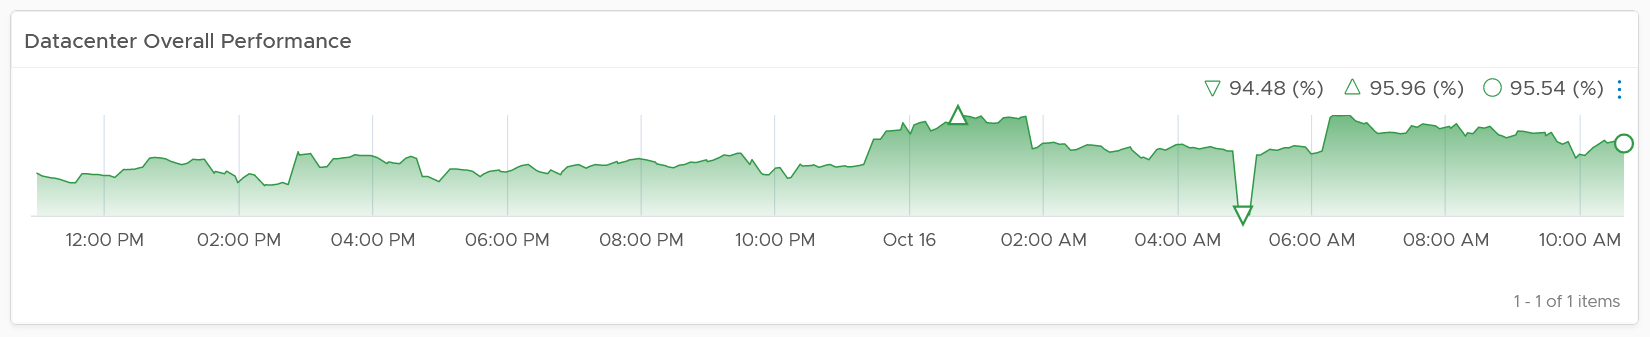 Datacenter Overall Performance
94.48 (%) 95.96 (%) 95.54 (%)
12:00 PM 02:00 PM 04:00 PM 06:00 PM 08:00 PM 10:00 PM Oct 16 02:00 AM 04:00 AM 06:00 AM 08:00 AM 10:00 AM
1 - 1 of 1 items